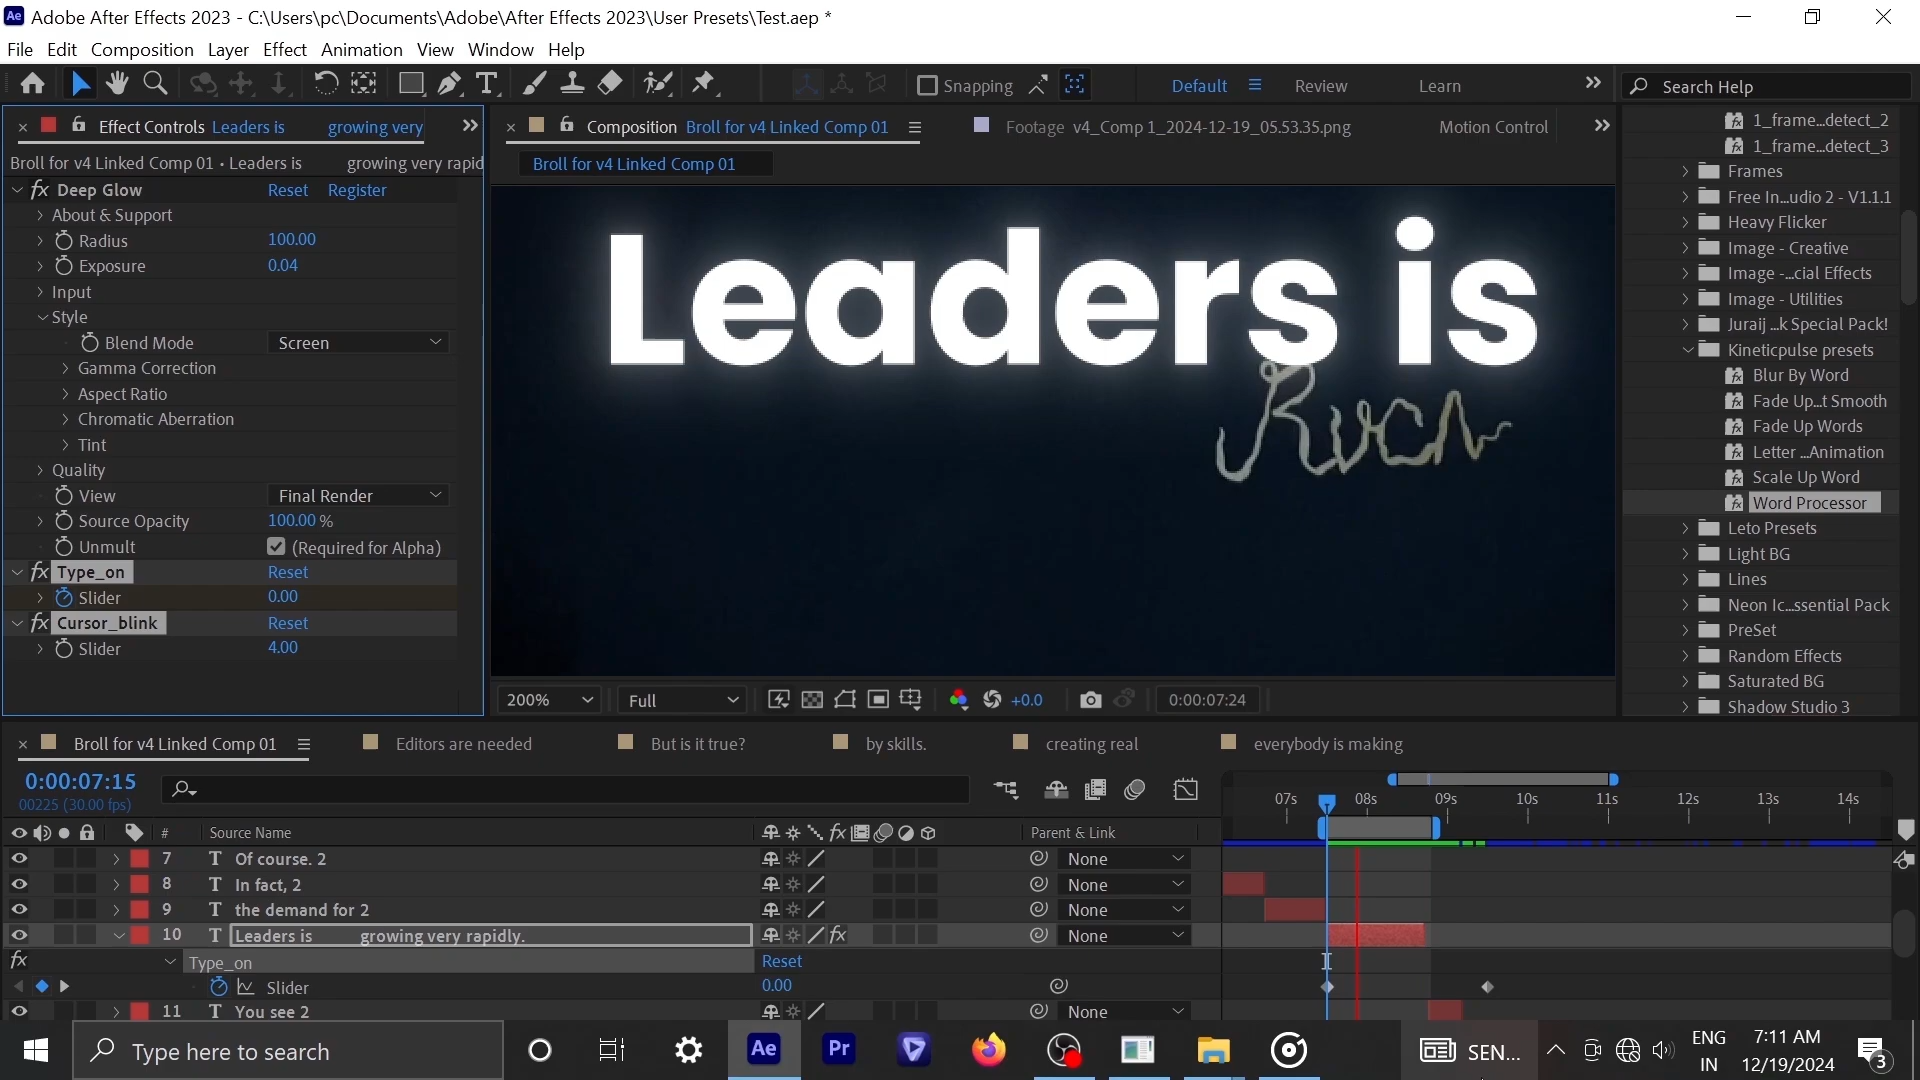 Adobe After Effects 2023 - C:\Users\pc\Documents\Adobe\After Effects 2023\User Presets\Test.aep *
File Edit Composition Layer Effect Animation View Window Help
Snapping Default Review Learn Search Help
Effect Controls Leaders is growing very
Composition Broll for v4 Linked Comp 01
Footage v4_Comp 1_2024-12-19_05.53.35.png
Motion Control
Broll for v4 Linked Comp 01 • Leaders is growing very rapid
Broll for v4 Linked Comp 01
fx Deep Glow Reset Register
About & Support
Radius 100.00
Exposure 0.04
Input
Style
Blend Mode Screen
Gamma Correction
Aspect Ratio
Chromatic Aberration
Tint
Quality
View Final Render
Source Opacity 100.00 %
Unmult (Required for Alpha)
fx Type_on Reset
Slider 0.00
fx Cursor_blink Reset
Slider 4.00
Leaders is
1_frame...detect_2
1_frame...detect_3
Frames
Free In...udio 2 - V1.1.1
Heavy Flicker
Image - Creative
Image -...cial Effects
Image - Utilities
Juraij ...k Special Pack!
Kineticpulse presets
Blur By Word
Fade Up...t Smooth
Fade Up Words
Letter ...Animation
Scale Up Word
Word Processor
Leto Presets
Light BG
Lines
Neon Ic...ssential Pack
PreSet
Random Effects
Saturated BG
Shadow Studio 3
200% Full +0.0 0:00:07:24
Broll for v4 Linked Comp 01 Editors are needed But is it true? by skills. creating real everybody is making
0:00:07:15
00225 (30.00 fps)
07s 08s 09s 10s 11s 12s 13s 14s
# Source Name fx Parent & Link
7 T Of course. 2 None
8 T In fact, 2 None
9 T the demand for 2 None
10 T Leaders is growing very rapidly. fx None
fx Type_on Reset
Slider 0.00
11 T You see 2 None
Type here to search
Ae Pr
SEN...
ENG
IN
7:11 AM
12/19/2024
3